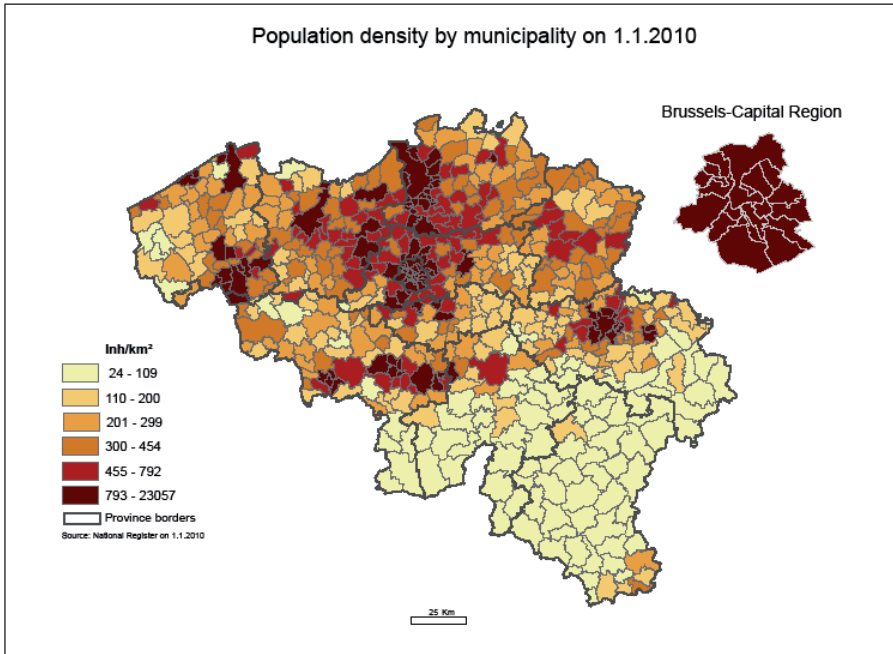 Population density by municipality on 1.1.2010
Brussels-Capital Region
Inh/km²
24 - 109
110 - 200
201 - 299
300 - 454
455 - 792
793 - 23057
Province borders
Source: National Register on 1.1.2010
25 Km